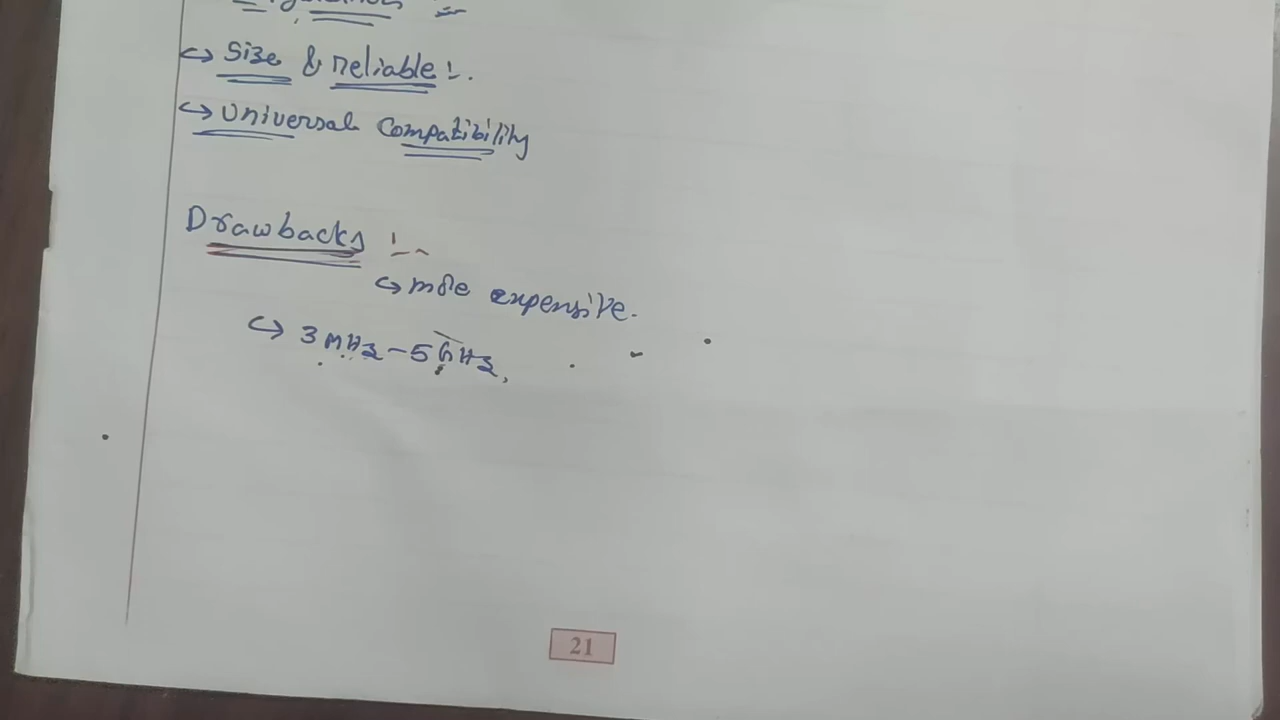 ↪ Size & reliable :.
↪ Universal Compatibility
Drawbacks :-
↪ more expensive.
↪ 3 MHz - 5 GHz,
21